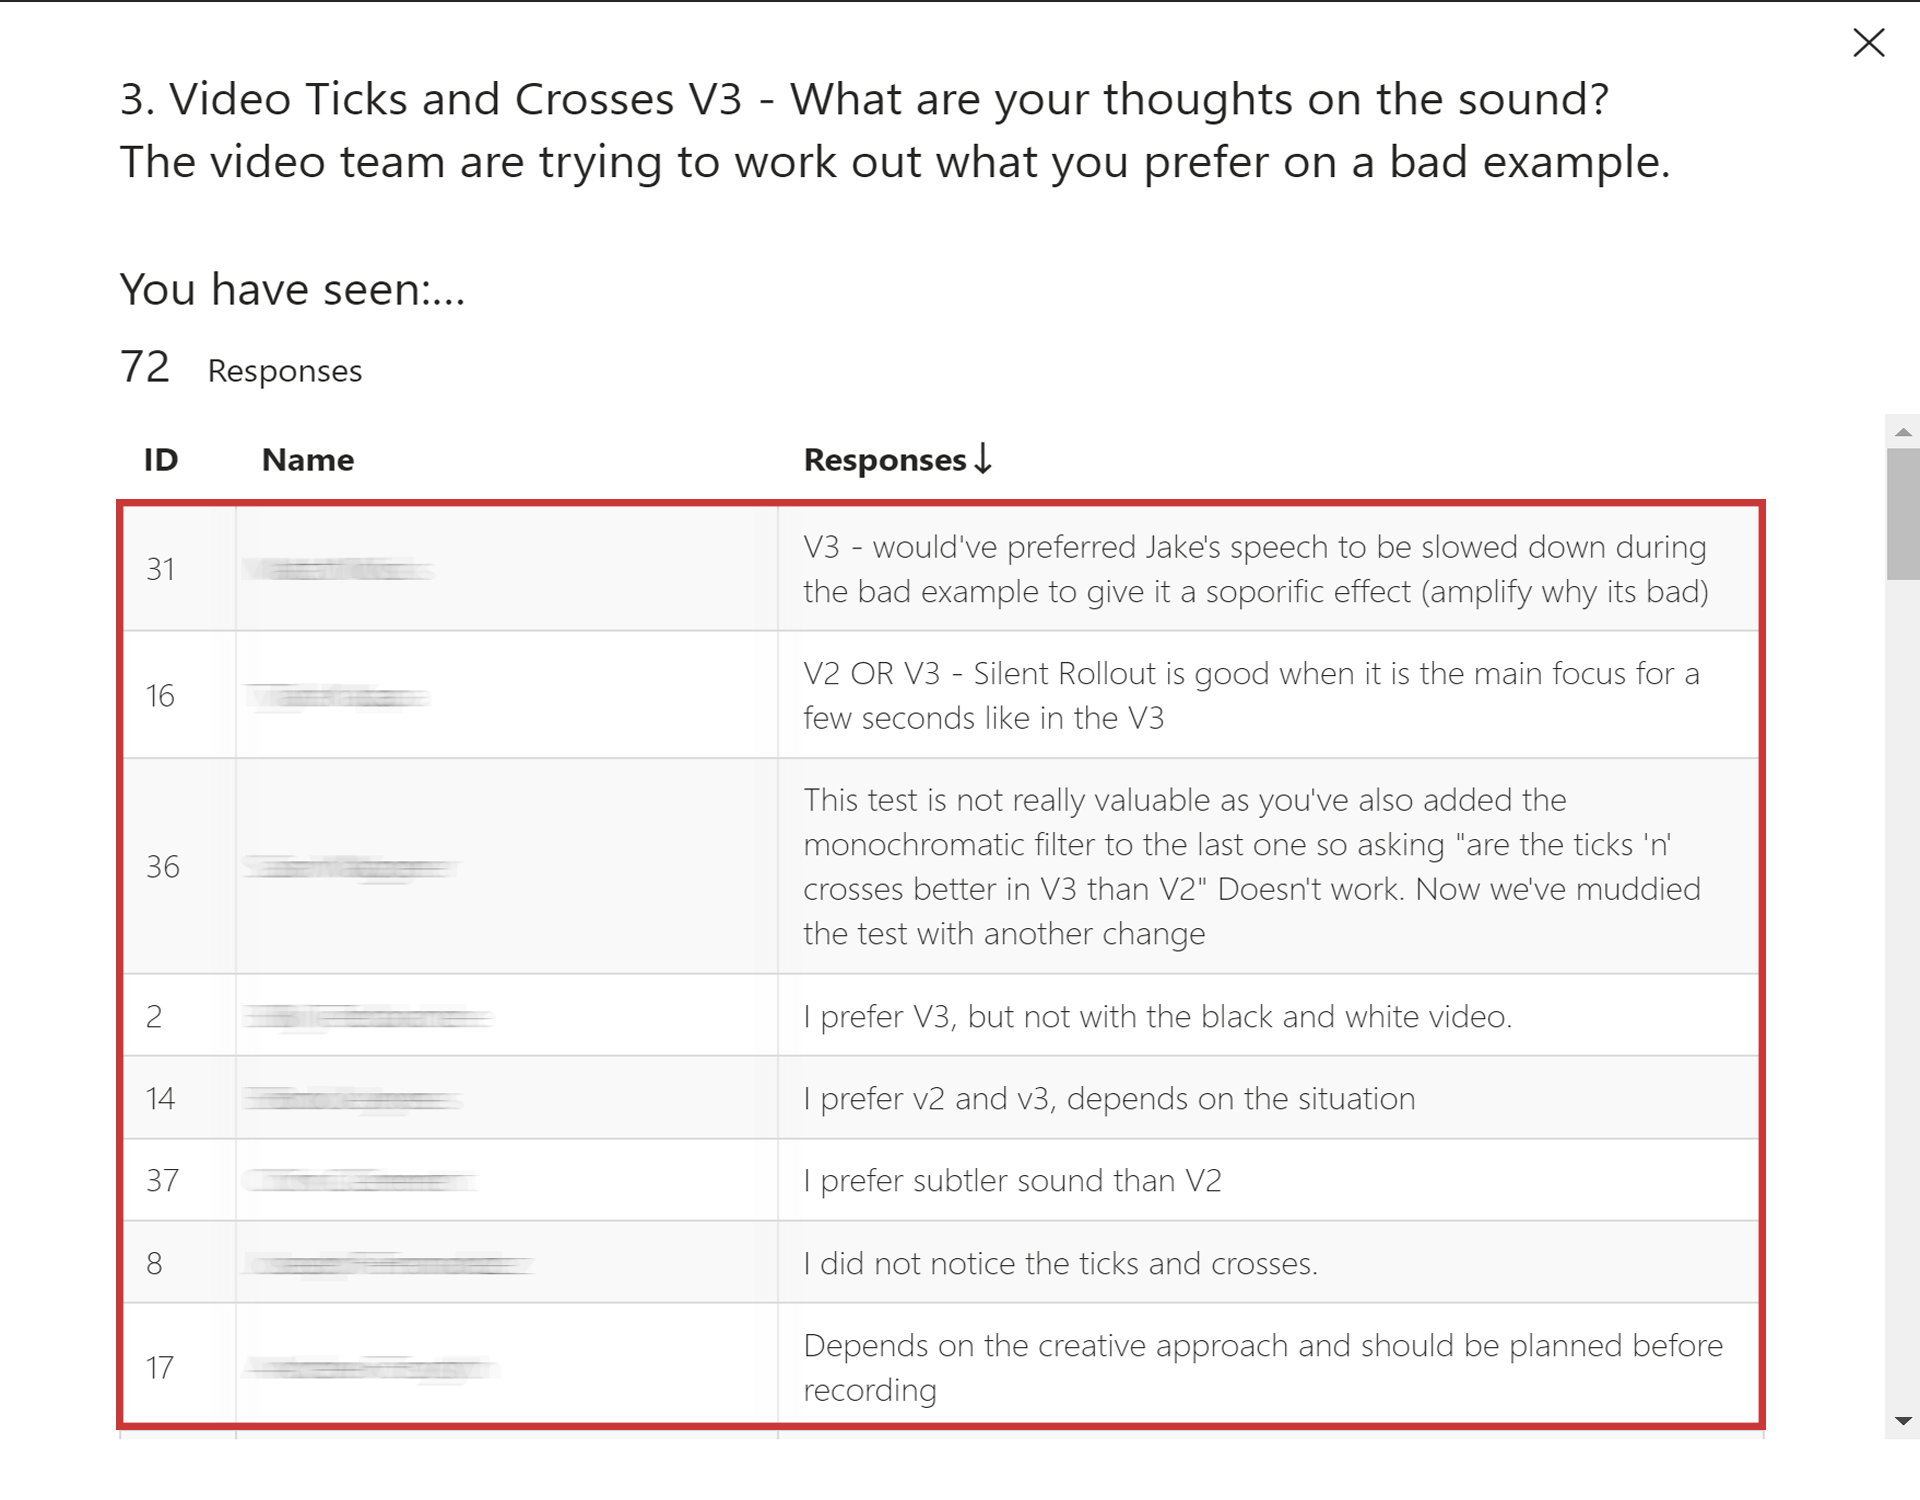 3. Video Ticks and Crosses V3 - What are your thoughts on the sound?
The video team are trying to work out what you prefer on a bad example.
You have seen:...
72 Responses
ID Name Responses↓
31 V3 - would've preferred Jake's speech to be slowed down during
the bad example to give it a soporific effect (amplify why its bad)
16 V2 OR V3 - Silent Rollout is good when it is the main focus for a
few seconds like in the V3
36 This test is not really valuable as you've also added the
monochromatic filter to the last one so asking "are the ticks 'n'
crosses better in V3 than V2" Doesn't work. Now we've muddied
the test with another change
2 I prefer V3, but not with the black and white video.
14 I prefer v2 and v3, depends on the situation
37 I prefer subtler sound than V2
8 I did not notice the ticks and crosses.
17 Depends on the creative approach and should be planned before
recording